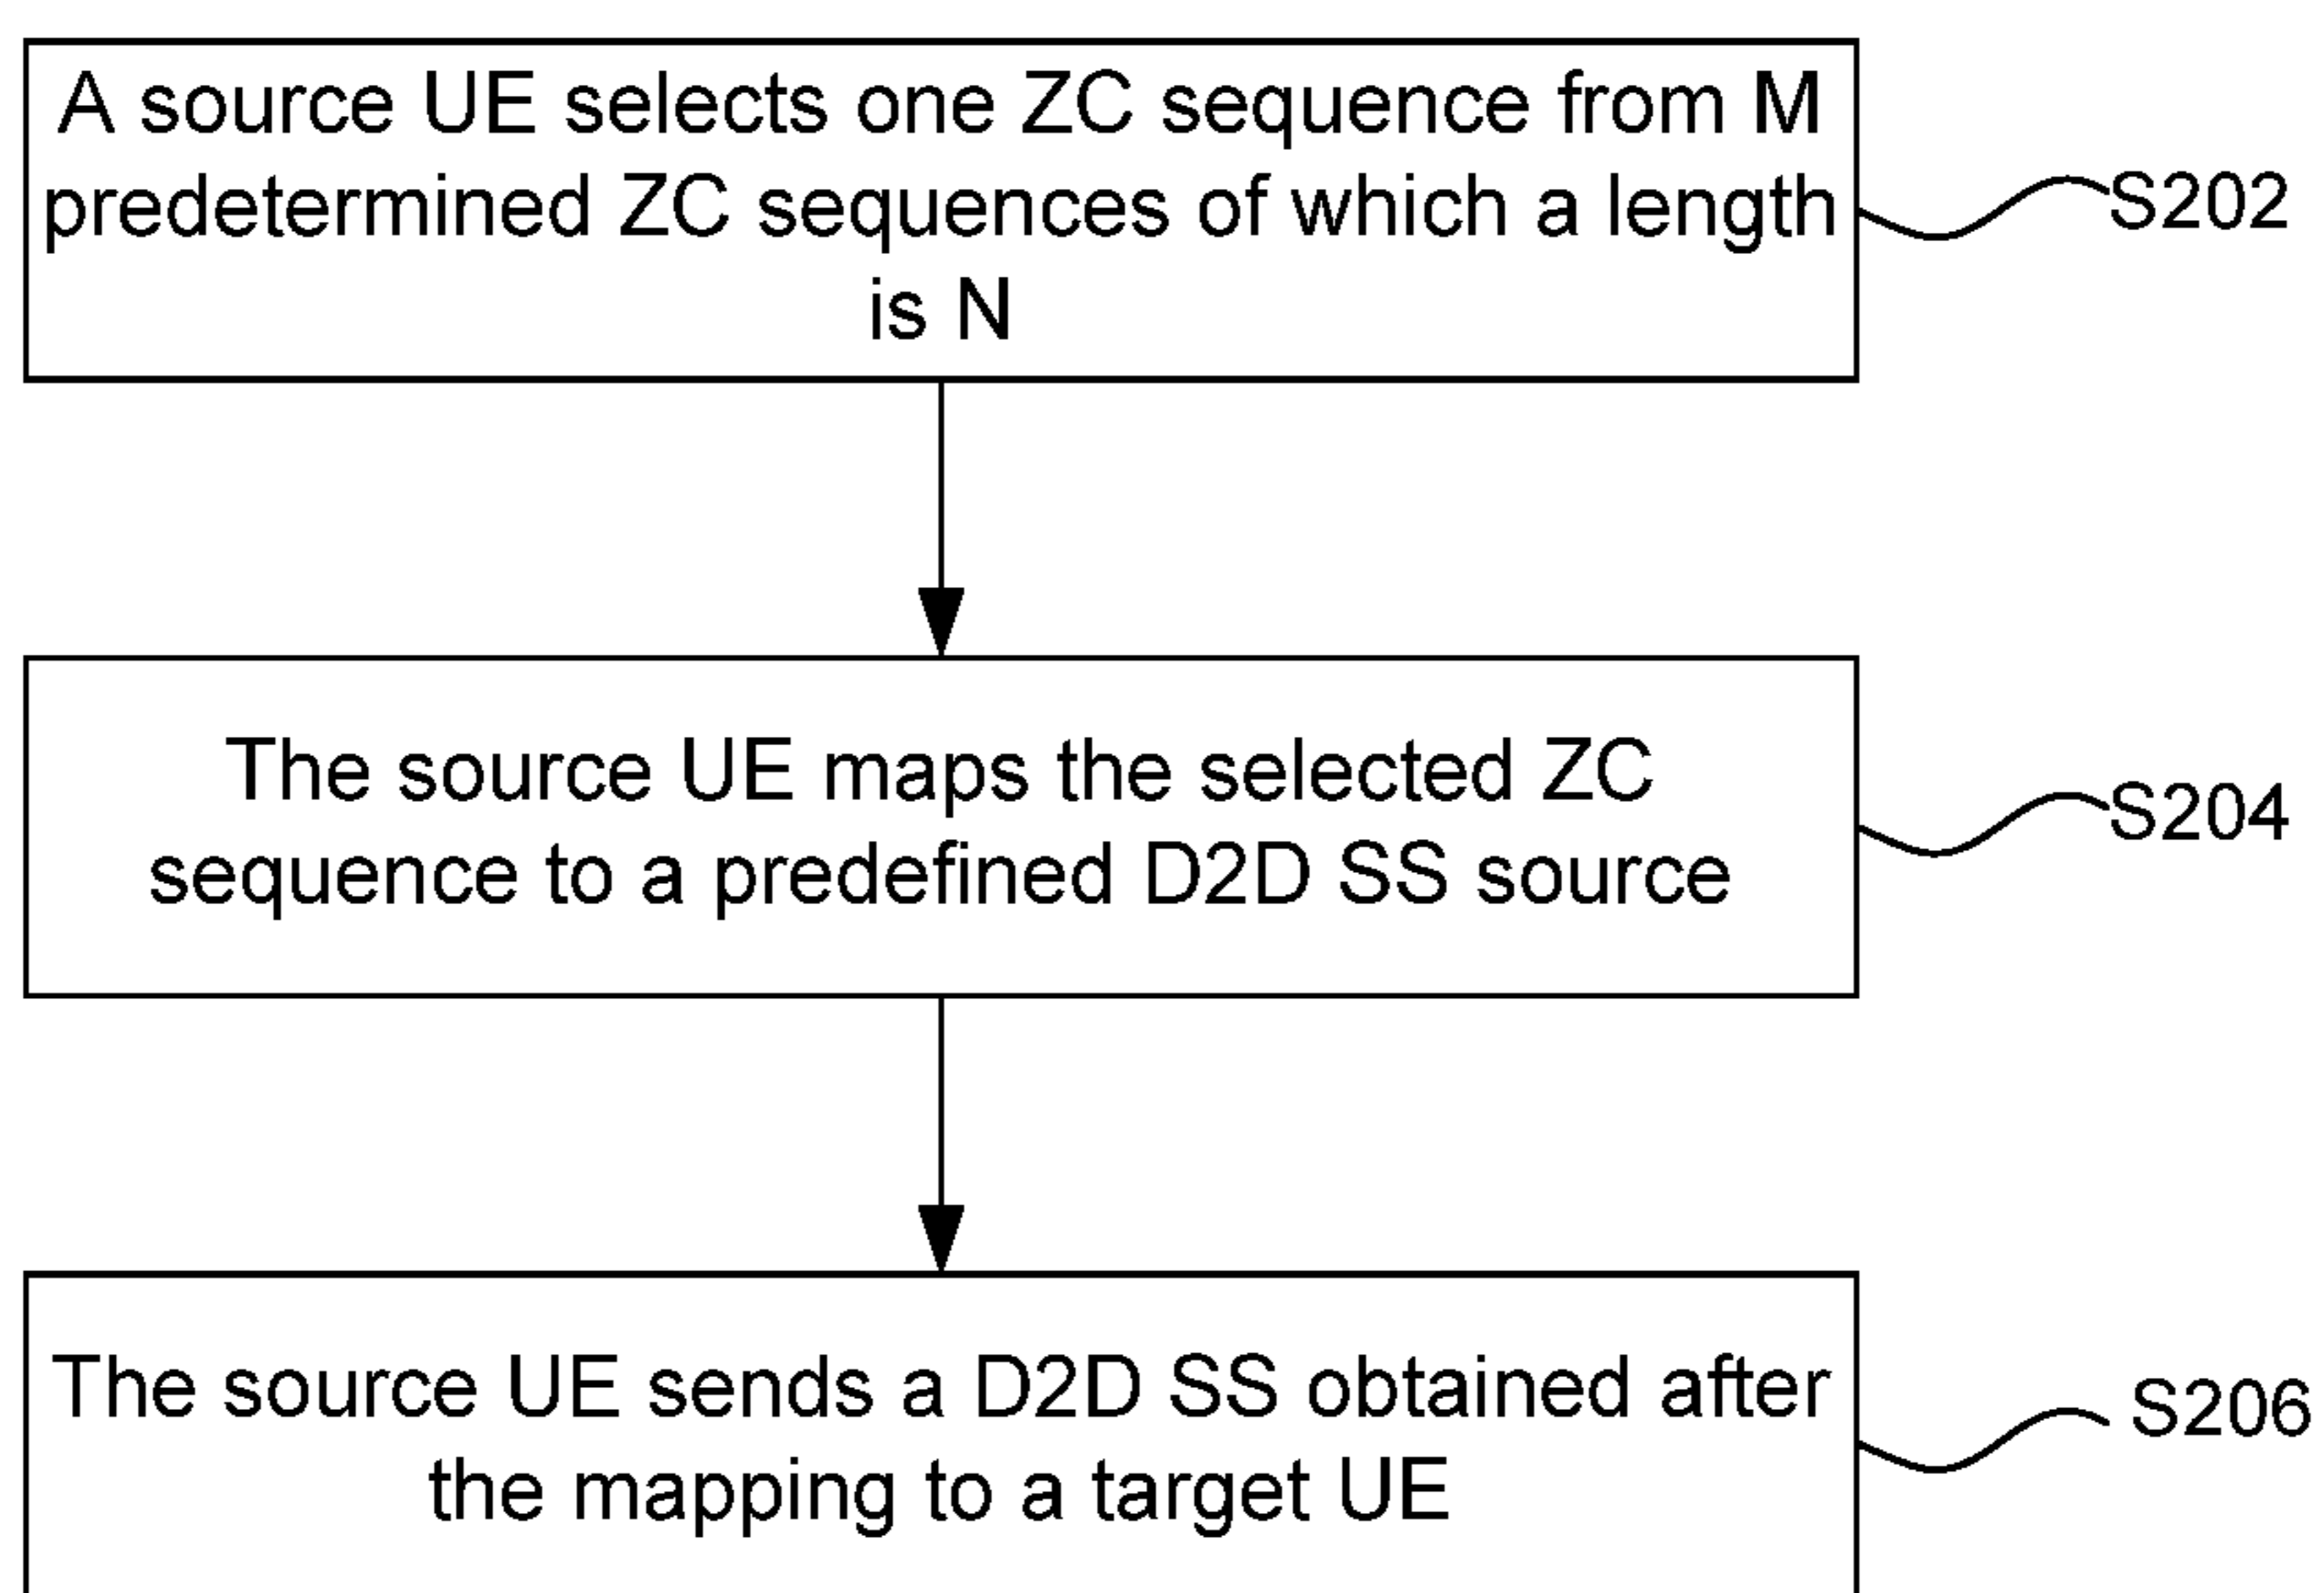 A source UE selects one ZC sequence from M
predetermined ZC sequences of which a length
is N
S202
The source UE maps the selected ZC
sequence to a predefined D2D SS source
S204
The source UE sends a D2D SS obtained after
the mapping to a target UE
S206